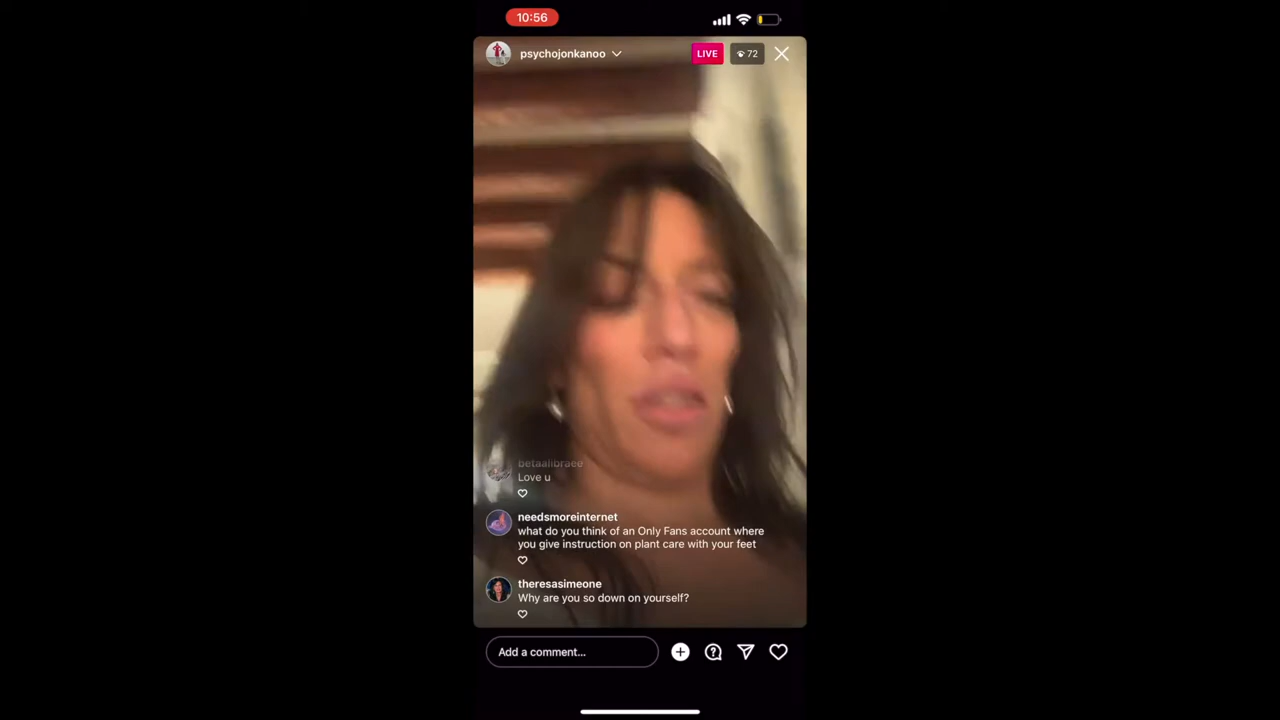 10:56
psychojonkanoo
LIVE
72
betaalibraee
Love u
needsmoreinternet
what do you think of an Only Fans account where
you give instruction on plant care with your feet
theresasimeone
Why are you so down on yourself?
Add a comment...